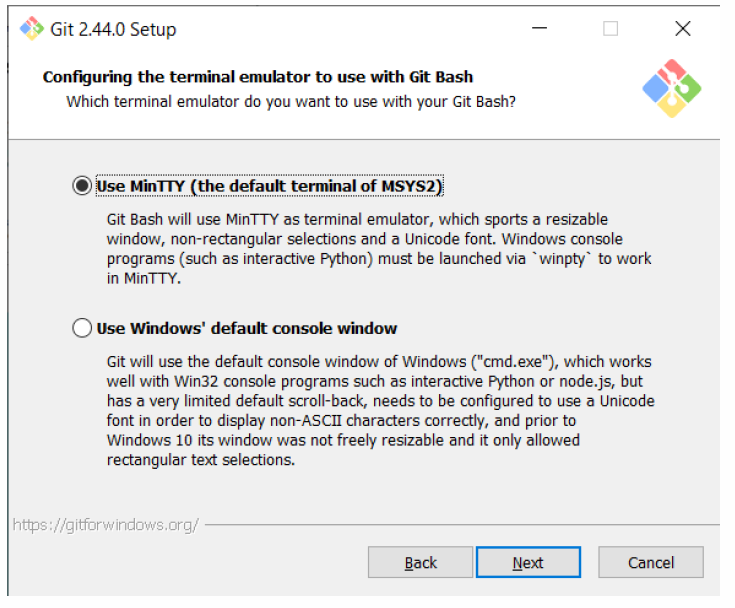 Git 2.44.0 Setup
Configuring the terminal emulator to use with Git Bash
Which terminal emulator do you want to use with your Git Bash?
Use MinTTY (the default terminal of MSYS2)
Git Bash will use MinTTY as terminal emulator, which sports a resizable
window, non-rectangular selections and a Unicode font. Windows console
programs (such as interactive Python) must be launched via `winpty` to work
in MinTTY.
Use Windows' default console window
Git will use the default console window of Windows ("cmd.exe"), which works
well with Win32 console programs such as interactive Python or node.js, but
has a very limited default scroll-back, needs to be configured to use a Unicode
font in order to display non-ASCII characters correctly, and prior to
Windows 10 its window was not freely resizable and it only allowed
rectangular text selections.
https://gitforwindows.org/
Back Next Cancel